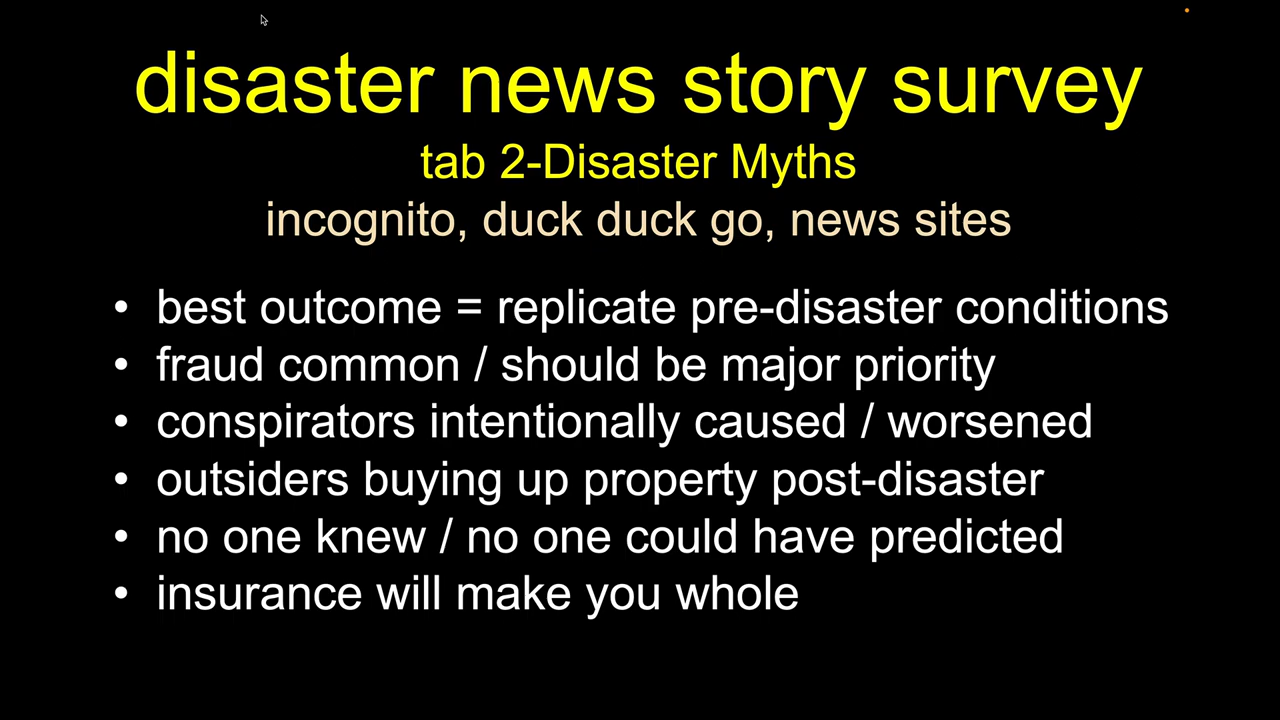 disaster news story survey
tab 2-Disaster Myths
incognito, duck duck go, news sites
• best outcome = replicate pre-disaster conditions
• fraud common / should be major priority
• conspirators intentionally caused / worsened
• outsiders buying up property post-disaster
• no one knew / no one could have predicted
• insurance will make you whole